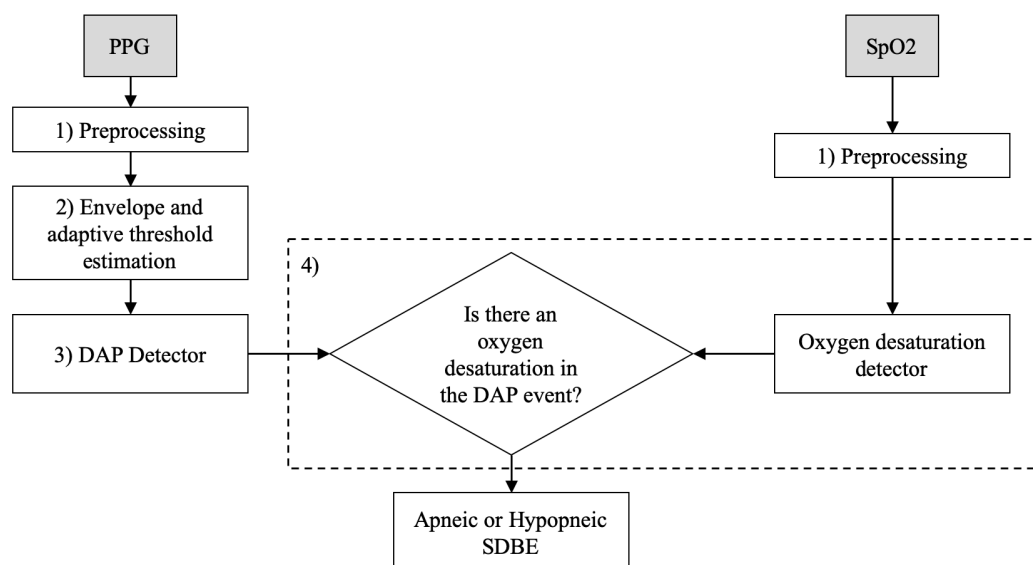 PPG
SpO2
1) Preprocessing
1) Preprocessing
2) Envelope and
adaptive threshold
estimation
4)
3) DAP Detector
Is there an
oxygen
desaturation in
the DAP event?
Oxygen desaturation
detector
Apneic or Hypopneic
SDBE